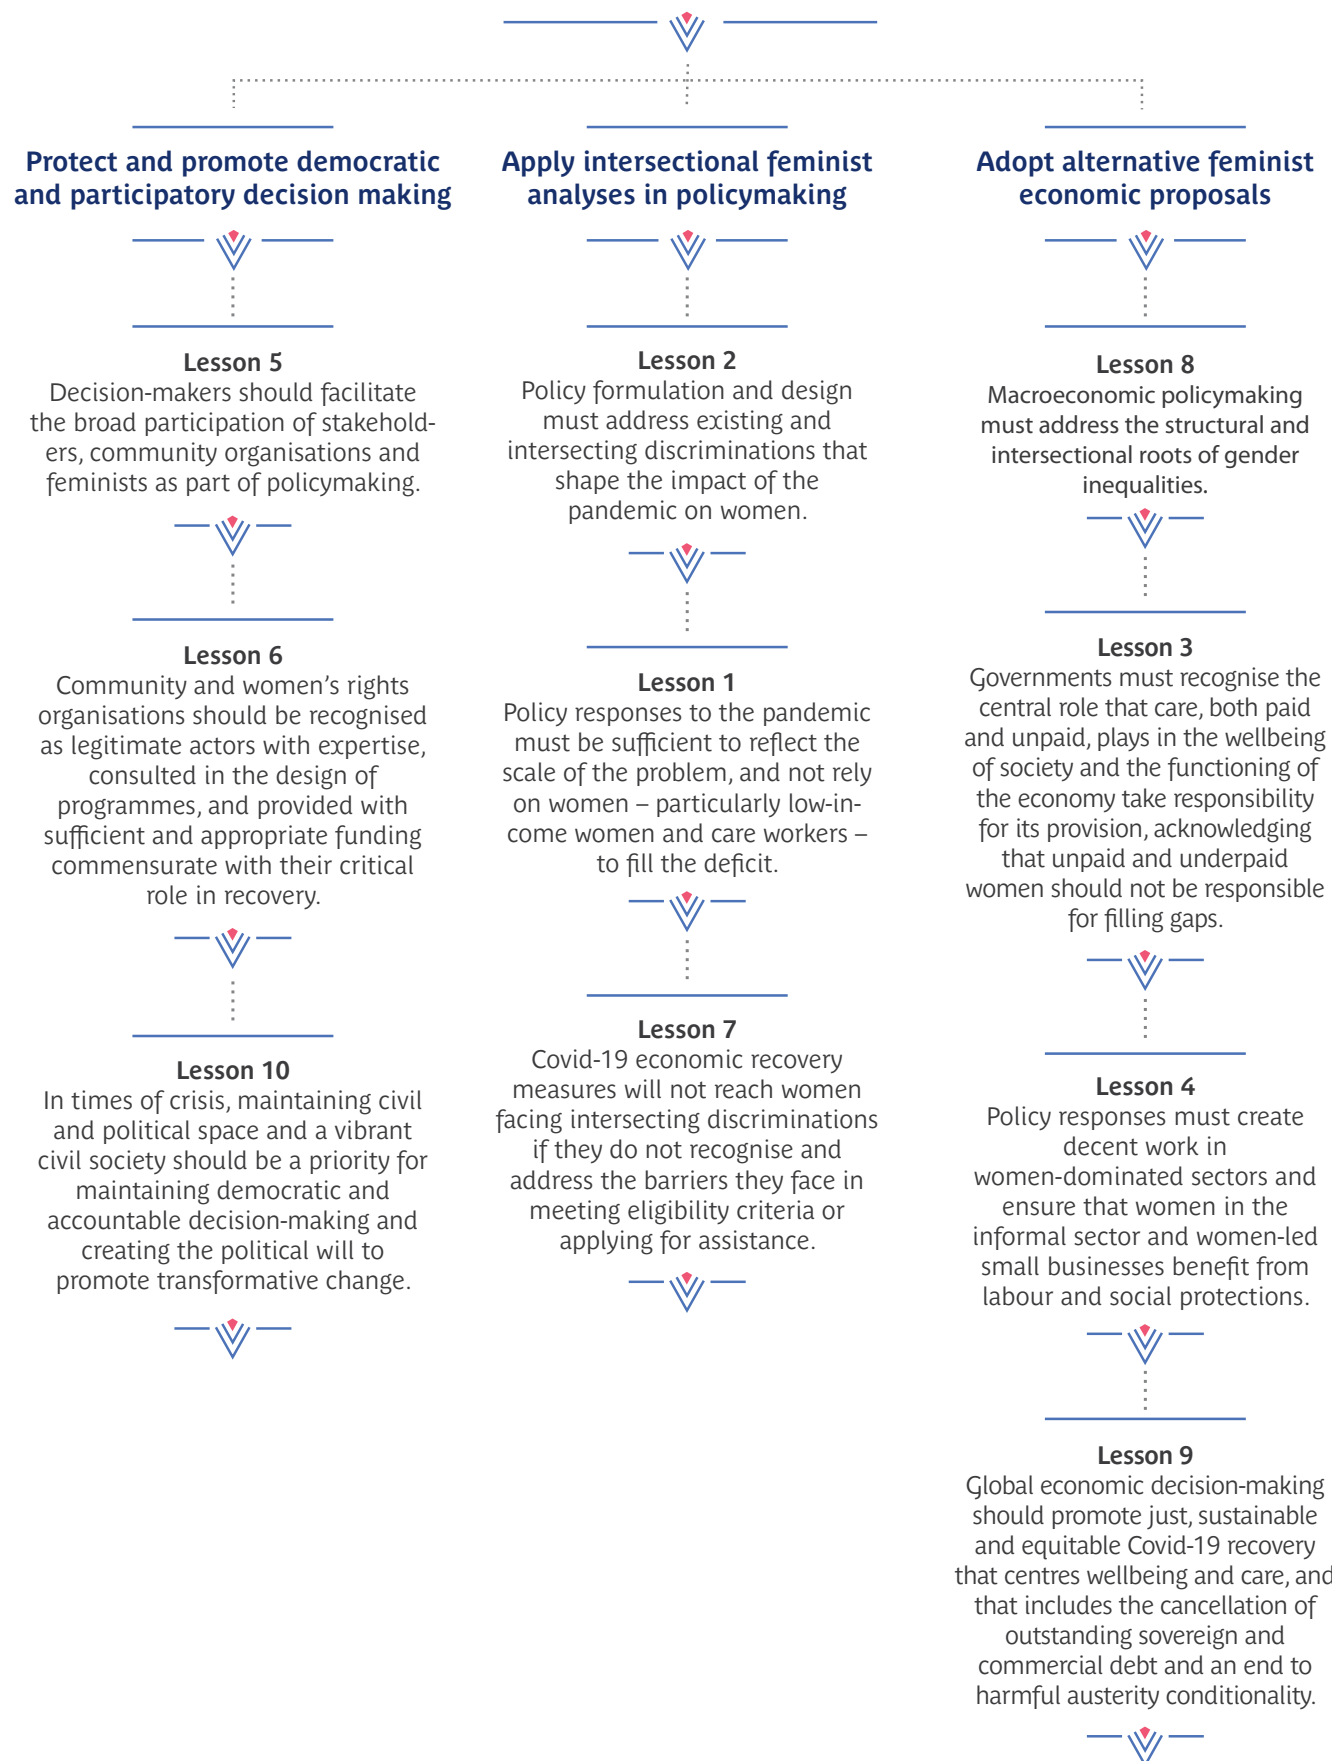 Protect and promote democratic
and participatory decision making
Lesson 5
Decision-makers should facilitate
the broad participation of stakehold-
ers, community organisations and
feminists as part of policymaking.
Lesson 6
Community and women's rights
organisations should be recognised
as legitimate actors with expertise,
consulted in the design of
programmes, and provided with
sufficient and appropriate funding
commensurate with their critical
role in recovery.
Lesson 10
In times of crisis, maintaining civil
and political space and a vibrant
civil society should be a priority for
maintaining democratic and
accountable decision-making and
creating the political will to
promote transformative change.
Apply intersectional feminist
analyses in policymaking
Lesson 2
Policy formulation and design
must address existing and
intersecting discriminations that
shape the impact of the
pandemic on women.
Lesson 1
Policy responses to the pandemic
must be sufficient to reflect the
scale of the problem, and not rely
on women – particularly low-in-
come women and care workers –
to fill the deficit.
Lesson 7
Covid-19 economic recovery
measures will not reach women
facing intersecting discriminations
if they do not recognise and
address the barriers they face in
meeting eligibility criteria or
applying for assistance.
Adopt alternative feminist
economic proposals
Lesson 8
Macroeconomic policymaking
must address the structural and
intersectional roots of gender
inequalities.
Lesson 3
Governments must recognise the
central role that care, both paid
and unpaid, plays in the wellbeing
of society and the functioning of
the economy take responsibility
for its provision, acknowledging
that unpaid and underpaid
women should not be responsible
for filling gaps.
Lesson 4
Policy responses must create
decent work in
women-dominated sectors and
ensure that women in the
informal sector and women-led
small businesses benefit from
labour and social protections.
Lesson 9
Global economic decision-making
should promote just, sustainable
and equitable Covid-19 recovery
that centres wellbeing and care, and
that includes the cancellation of
outstanding sovereign and
commercial debt and an end to
harmful austerity conditionality.